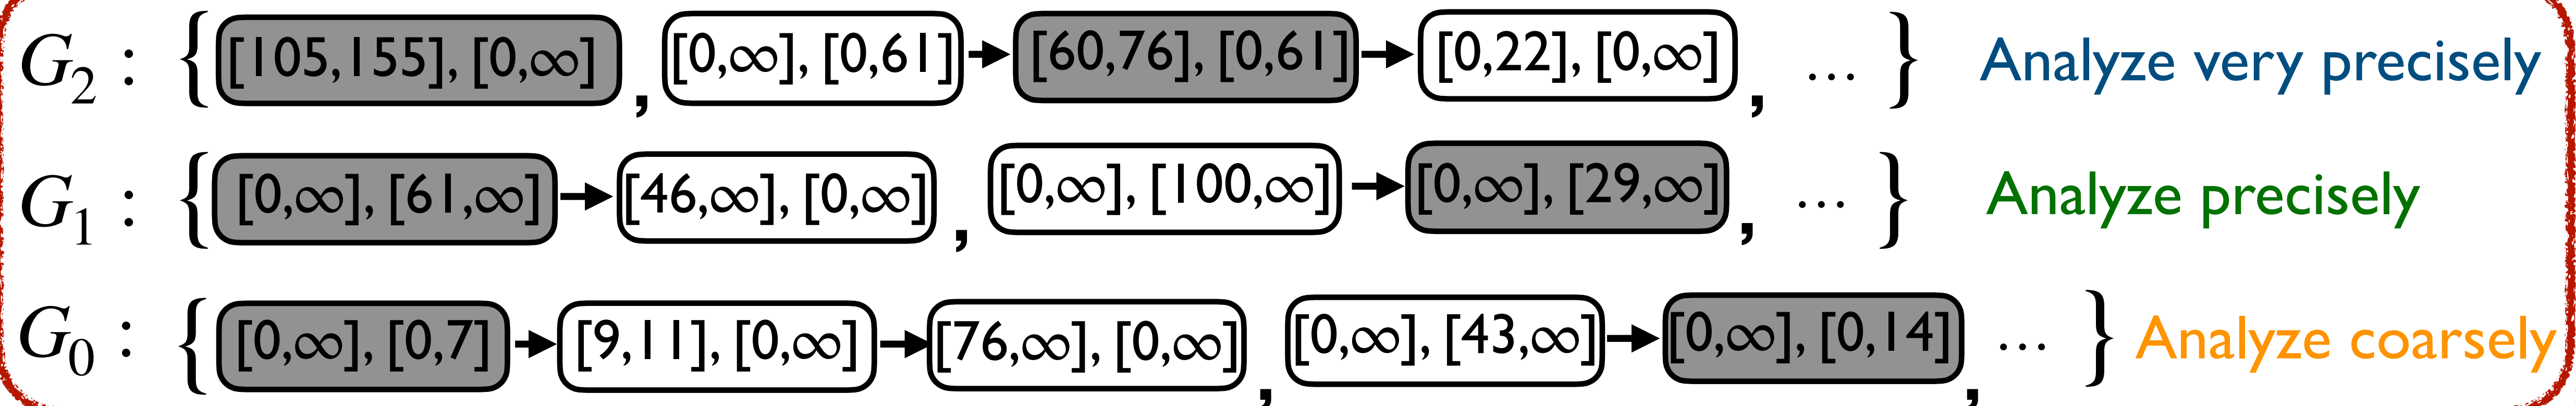 G₂ : { [105,155], [0,∞] , [0,∞], [0,61] → [60,76], [0,61] → [0,22], [0,∞] , ... } Analyze very precisely
G₁ : { [0,∞], [61,∞] → [46,∞], [0,∞] , [0,∞], [100,∞] → [0,∞], [29,∞] , ... } Analyze precisely
G₀ : { [0,∞], [0,7] → [9,11], [0,∞] → [76,∞], [0,∞] , [0,∞], [43,∞] → [0,∞], [0,14] , ... } Analyze coarsely